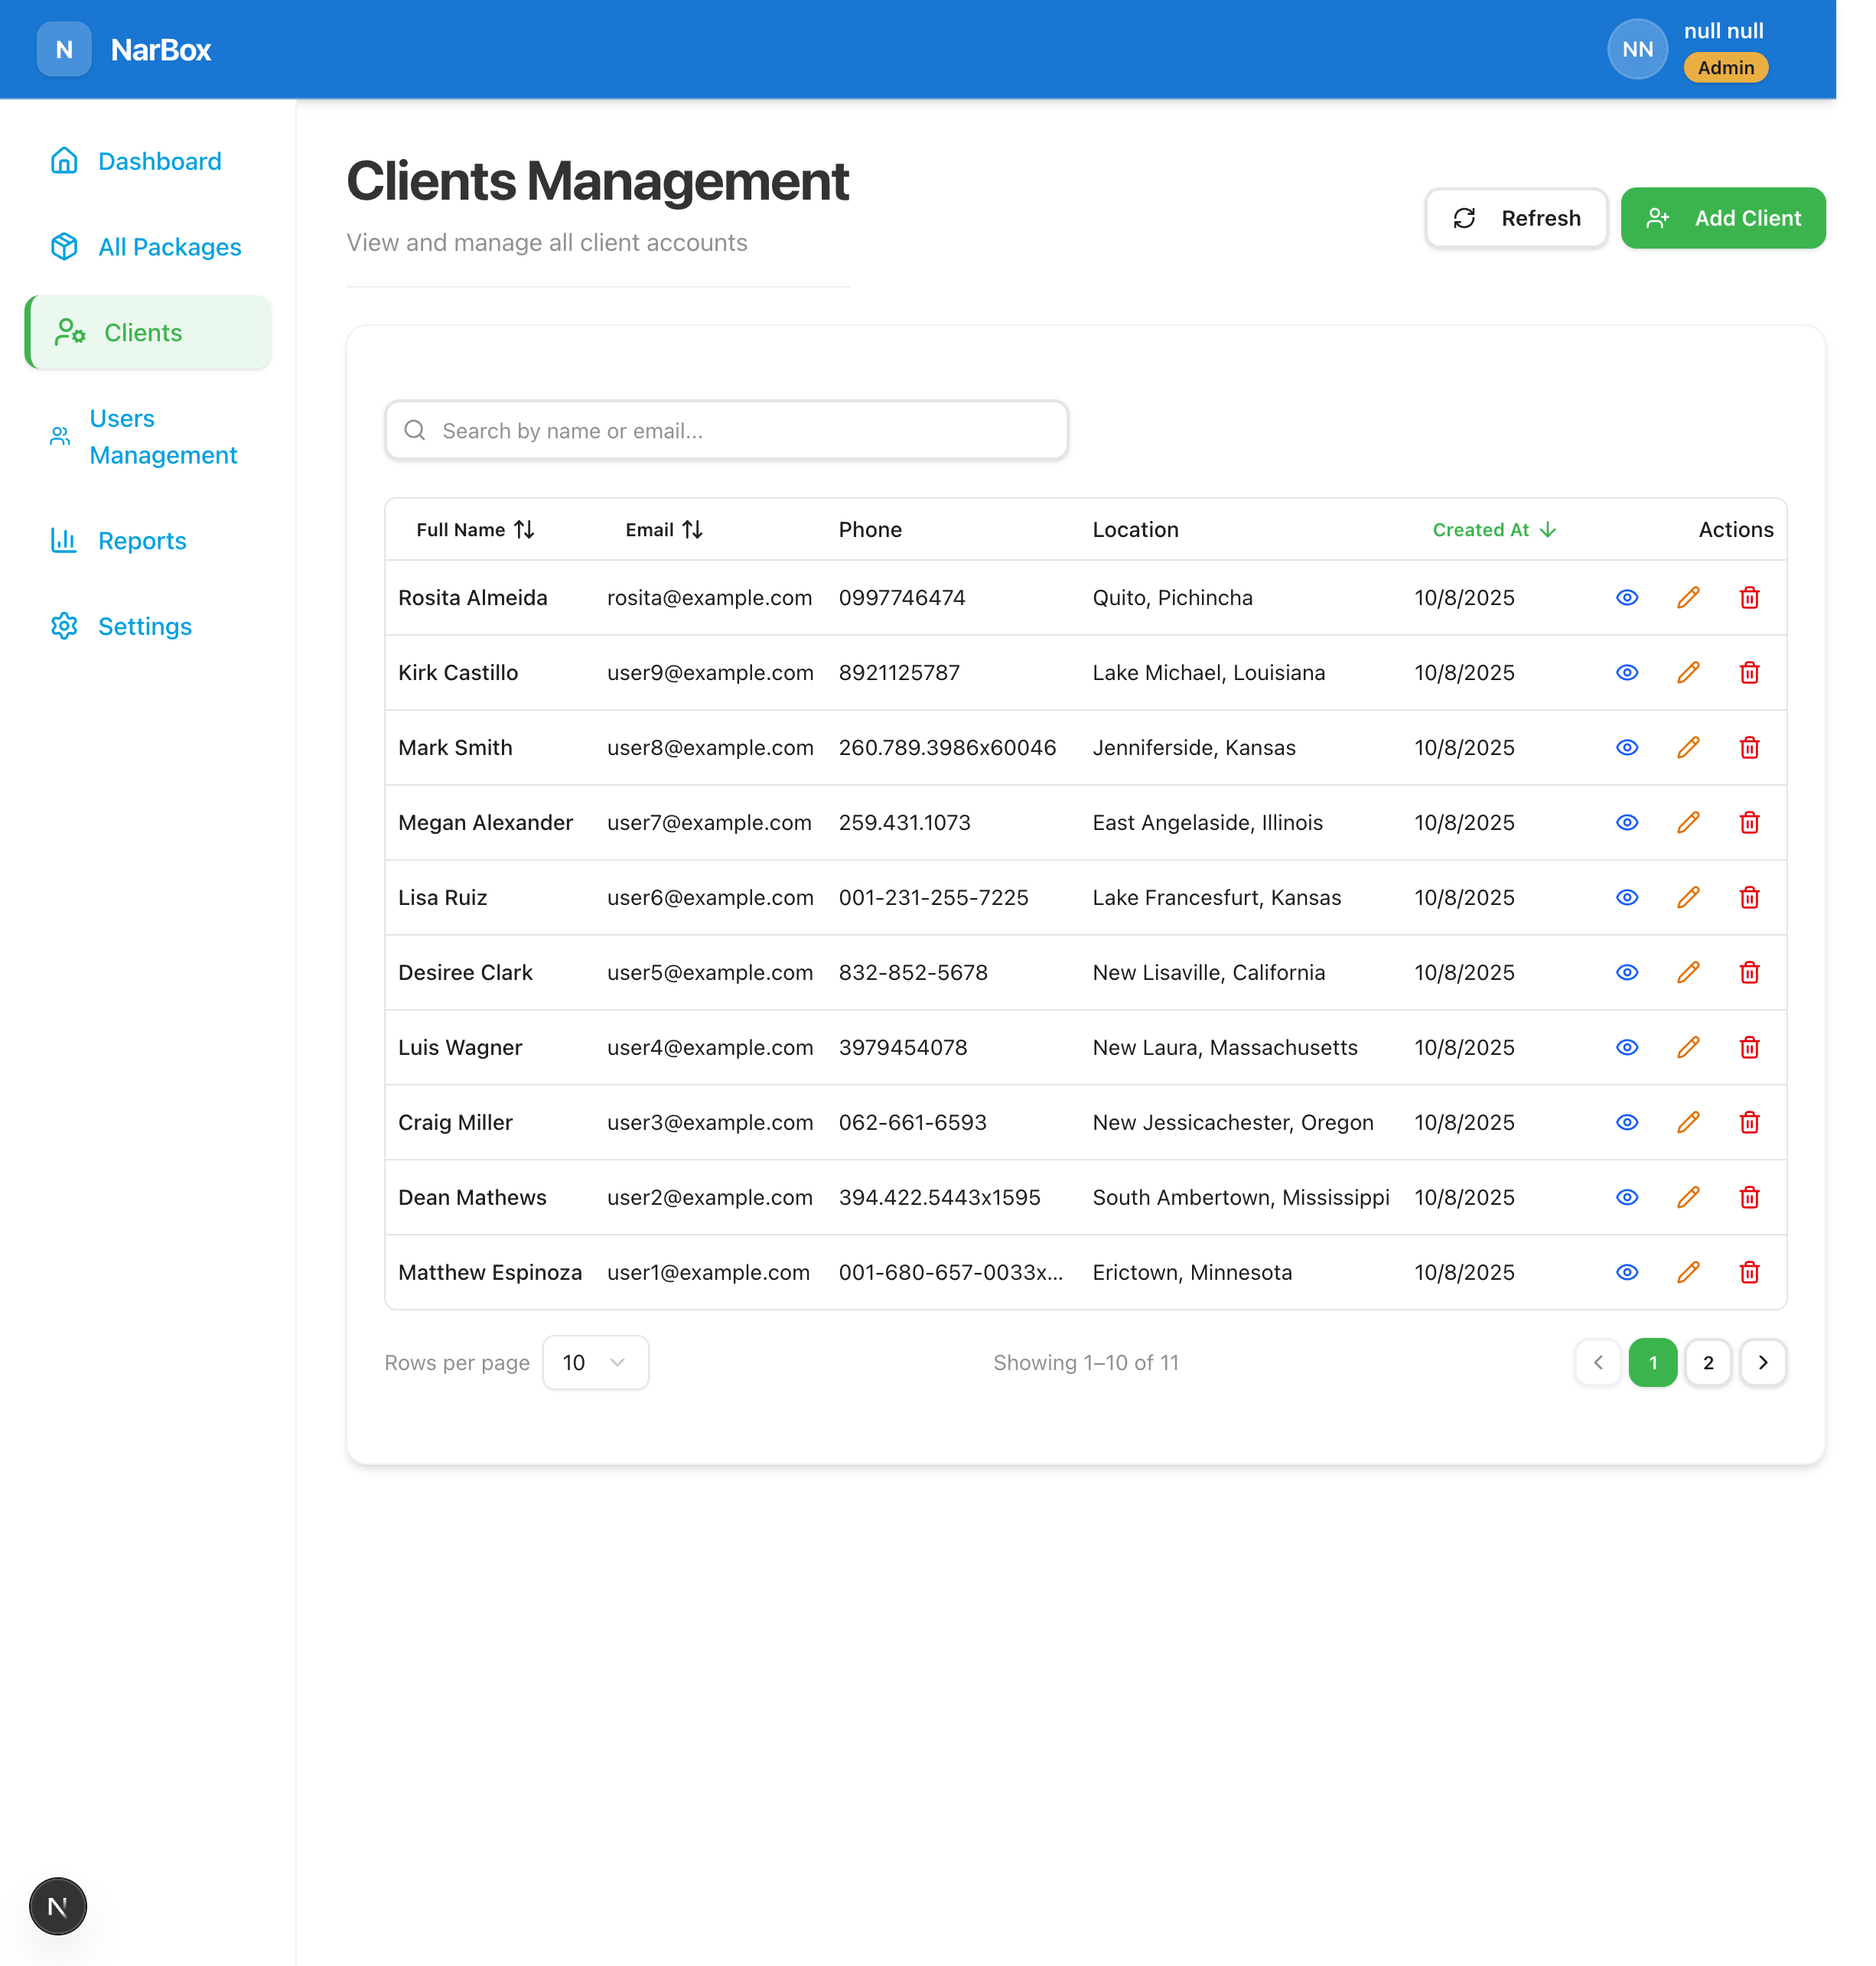 N NarBox
NN null null
Admin
Dashboard
All Packages
Clients
Users
Management
Reports
Settings
Clients Management
View and manage all client accounts
Refresh Add Client
Search by name or email...
Full Name Email Phone Location Created At Actions
Rosita Almeida rosita@example.com 0997746474 Quito, Pichincha 10/8/2025
Kirk Castillo user9@example.com 8921125787 Lake Michael, Louisiana 10/8/2025
Mark Smith user8@example.com 260.789.3986x60046 Jenniferside, Kansas 10/8/2025
Megan Alexander user7@example.com 259.431.1073 East Angelaside, Illinois 10/8/2025
Lisa Ruiz user6@example.com 001-231-255-7225 Lake Francesfurt, Kansas 10/8/2025
Desiree Clark user5@example.com 832-852-5678 New Lisaville, California 10/8/2025
Luis Wagner user4@example.com 3979454078 New Laura, Massachusetts 10/8/2025
Craig Miller user3@example.com 062-661-6593 New Jessicachester, Oregon 10/8/2025
Dean Mathews user2@example.com 394.422.5443x1595 South Ambertown, Mississippi 10/8/2025
Matthew Espinoza user1@example.com 001-680-657-0033x... Erictown, Minnesota 10/8/2025
Rows per page 10 Showing 1–10 of 11 1 2
N